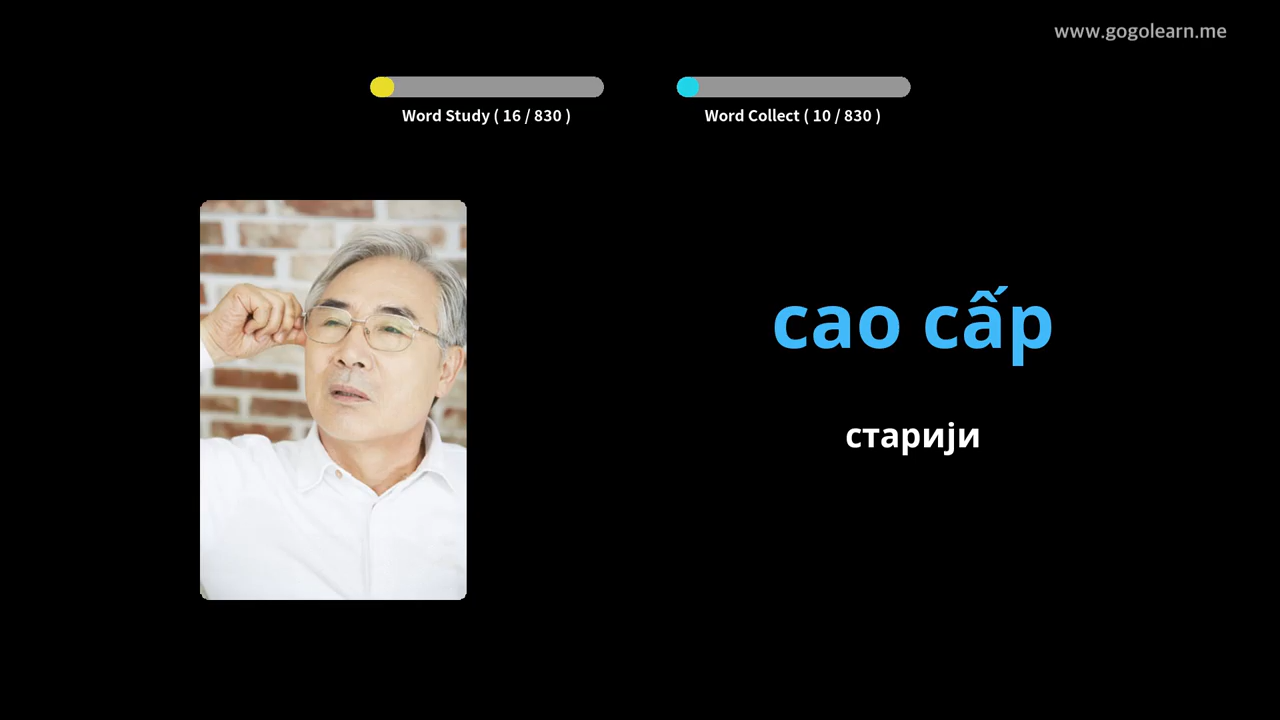 www.gogolearn.me
Word Study ( 16 / 830 )
Word Collect ( 10 / 830 )
cao cấp
старији